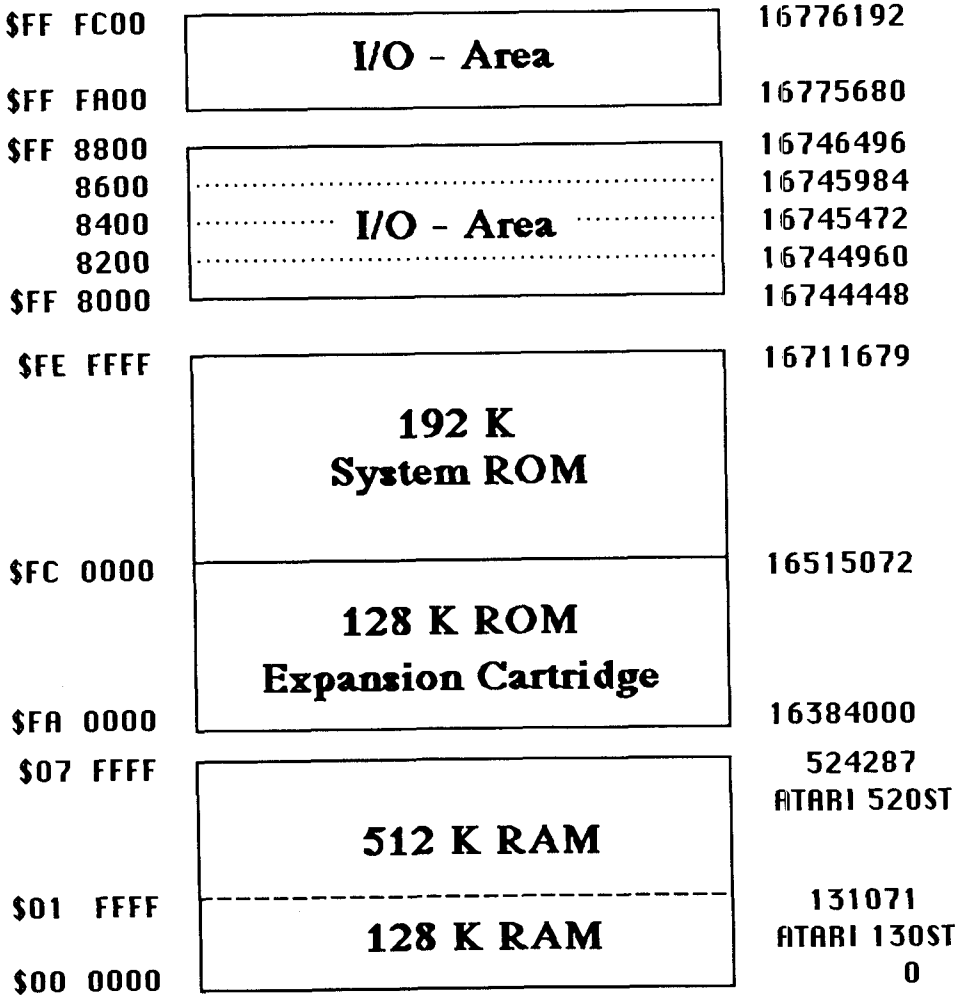 $FF FC00 16776192
I/O - Area
$FF FA00 16775680
$FF 8800 16746496
8600 16745984
8400 I/O - Area 16745472
8200 16744960
$FF 8000 16744448
$FE FFFF 16711679
192 K
System ROM
$FC 0000 16515072
128 K ROM
Expansion Cartridge
$FA 0000 16384000
$07 FFFF 524287
ATARI 520ST
512 K RAM
$01 FFFF 131071
128 K RAM ATARI 130ST
$00 0000 0